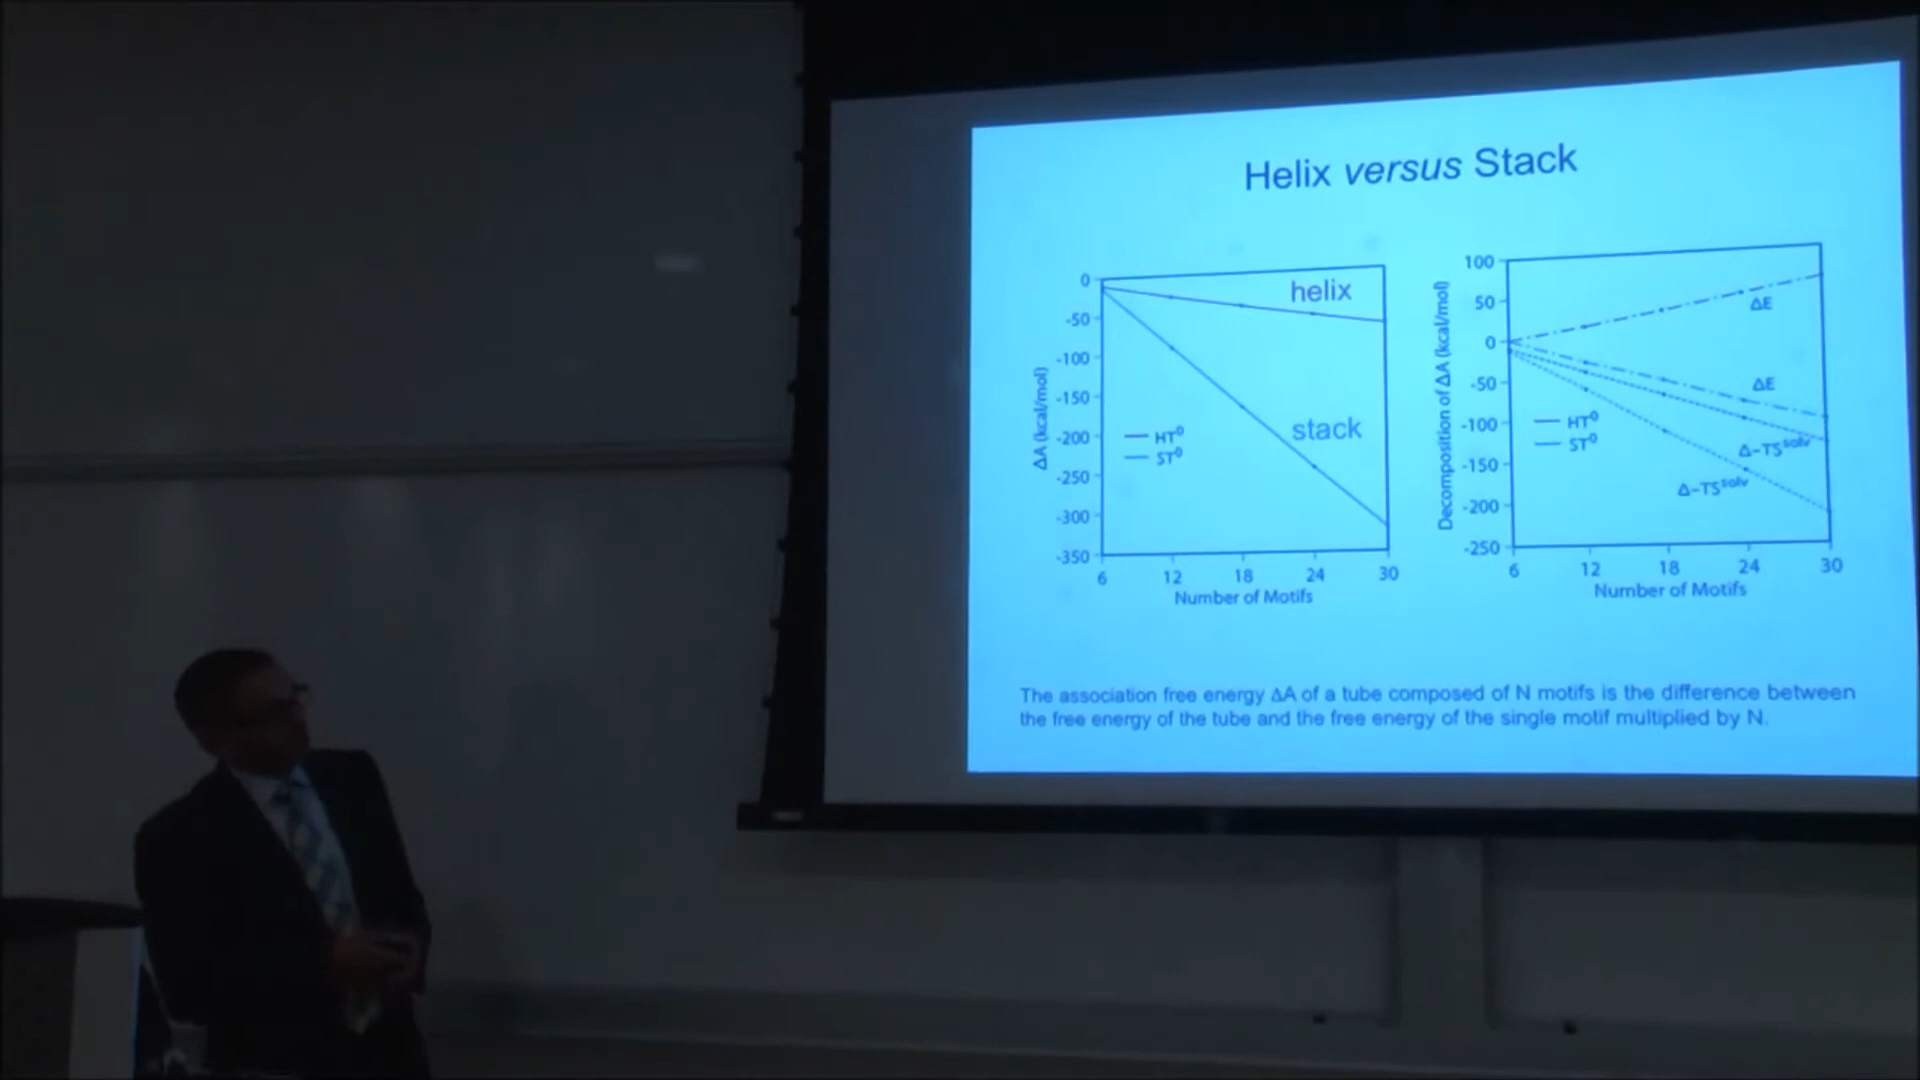 Helix versus Stack
0
-50
-100
-150
-200
-250
-300
-350
ΔA (kcal/mol)
helix
stack
HT⁰
ST⁰
6 12 18 24 30
Number of Motifs
100
50
0
-50
-100
-150
-200
-250
Decomposition of ΔA (kcal/mol)
ΔE
ΔE
HT⁰
ST⁰
Δ-TSˢᵒˡᵛ
Δ-TSˢᵒˡᵛ
6 12 18 24 30
Number of Motifs
The association free energy ΔA of a tube composed of N motifs is the difference between
the free energy of the tube and the free energy of the single motif multiplied by N.